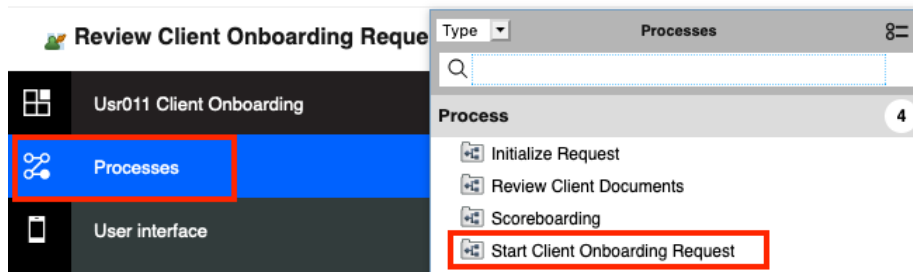 Review Client Onboarding Reque
Usr011 Client Onboarding
Processes
User interface
Type
Processes
Process
4
Initialize Request
Review Client Documents
Scoreboarding
Start Client Onboarding Request